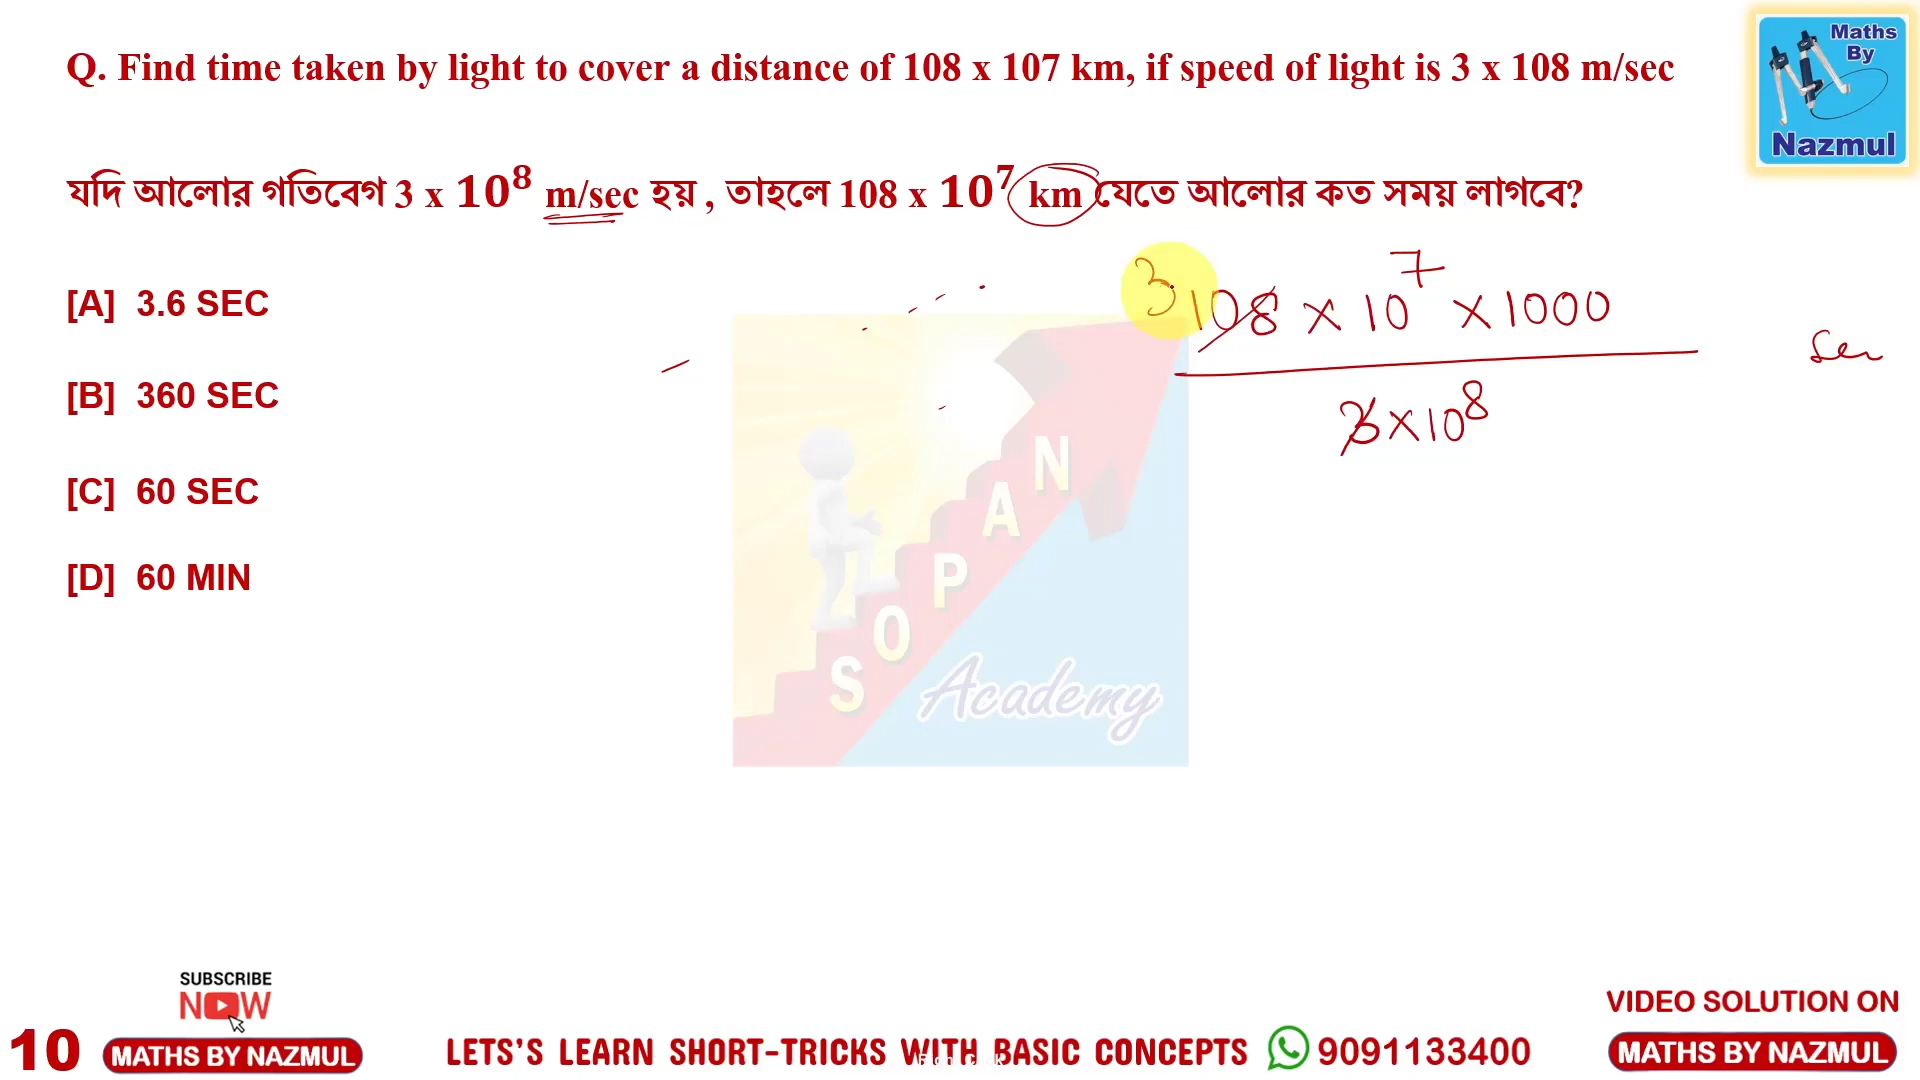 Q. Find time taken by light to cover a distance of 108 x 107 km, if speed of light is 3 x 108 m/sec
Maths
By
Nazmul
যদি আলোর গতিবেগ 3 x 10⁸ m/sec হয় , তাহলে 108 x 10⁷ km যেতে আলোর কত সময় লাগবে?
[A] 3.6 SEC
[B] 360 SEC
[C] 60 SEC
[D] 60 MIN
3
108 x 10⁷ x 1000
3 x 10⁸
Sec
SOPAN
Academy
SUBSCRIBE
NOW
10
MATHS BY NAZMUL
LETS'S LEARN SHORT-TRICKS WITH BASIC CONCEPTS
9091133400
VIDEO SOLUTION ON
MATHS BY NAZMUL